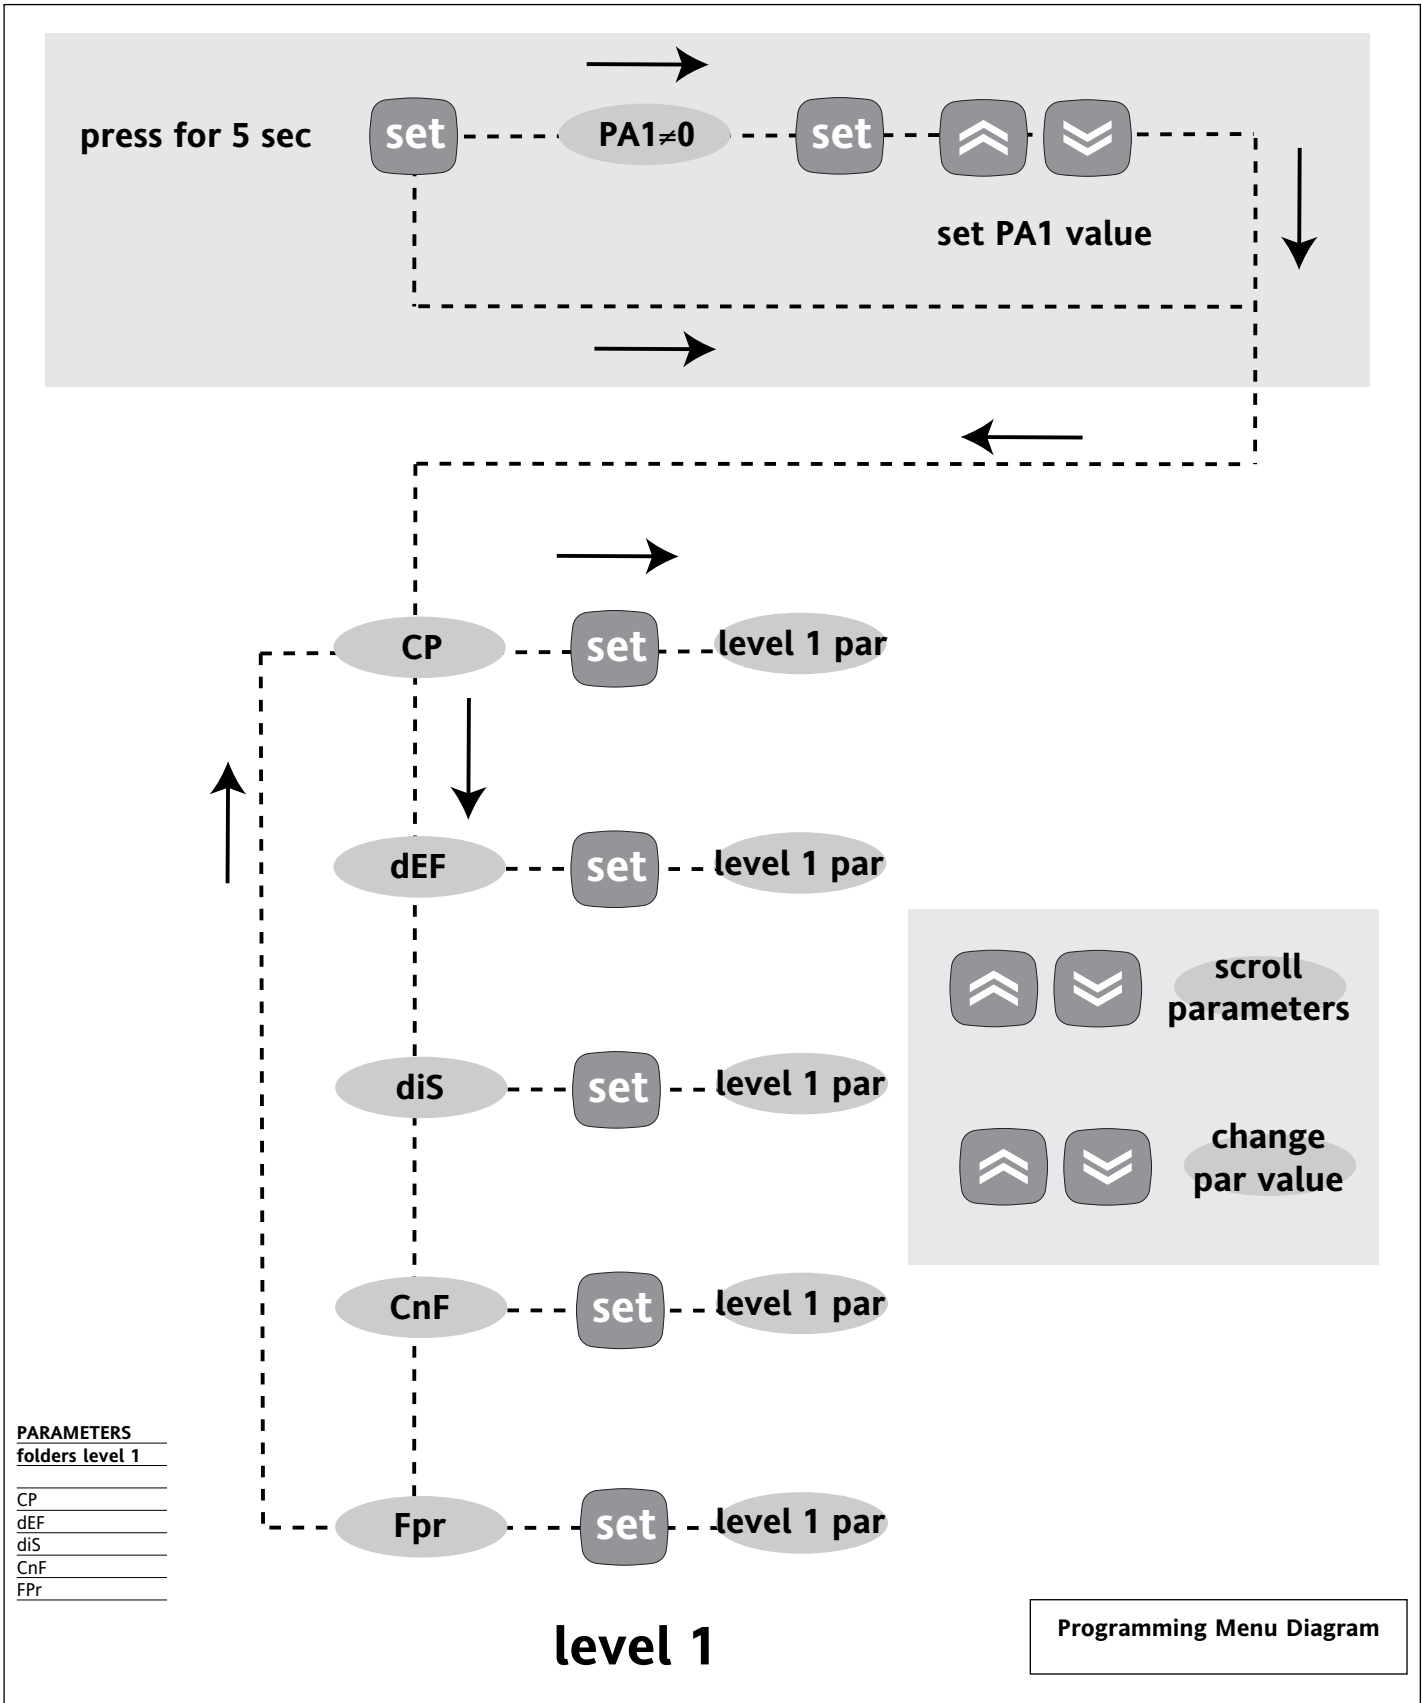 press for 5 sec
set
PA1≠0
set
set PA1 value
CP
set
level 1 par
dEF
set
level 1 par
scroll
parameters
diS
set
level 1 par
change
par value
CnF
set
level 1 par
Fpr
set
level 1 par
PARAMETERS
folders level 1
CP
dEF
diS
CnF
FPr
level 1
Programming Menu Diagram